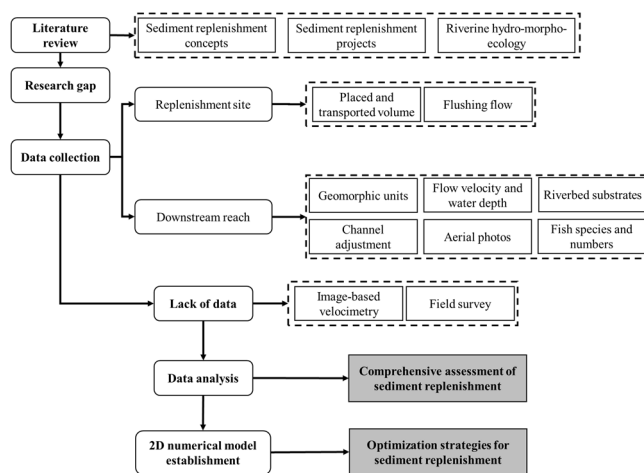 Literature
review
Sediment replenishment
concepts
Sediment replenishment
projects
Riverine hydro-morpho-
ecology
Research gap
Replenishment site
Placed and
transported volume
Flushing flow
Data collection
Geomorphic units
Flow velocity and
water depth
Riverbed substrates
Downstream reach
Channel
adjustment
Aerial photos
Fish species and
numbers
Lack of data
Image-based
velocimetry
Field survey
Data analysis
Comprehensive assessment of
sediment replenishment
2D numerical model
establishment
Optimization strategies for
sediment replenishment